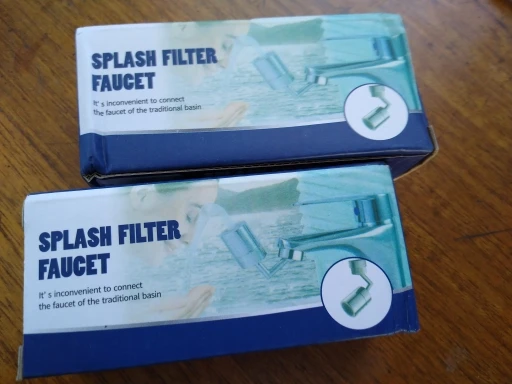 SPLASH FILTER
FAUCET
It's inconvenient to connect
the faucet of the traditional basin
SPLASH FILTER
FAUCET
It's inconvenient to connect
the faucet of the traditional basin